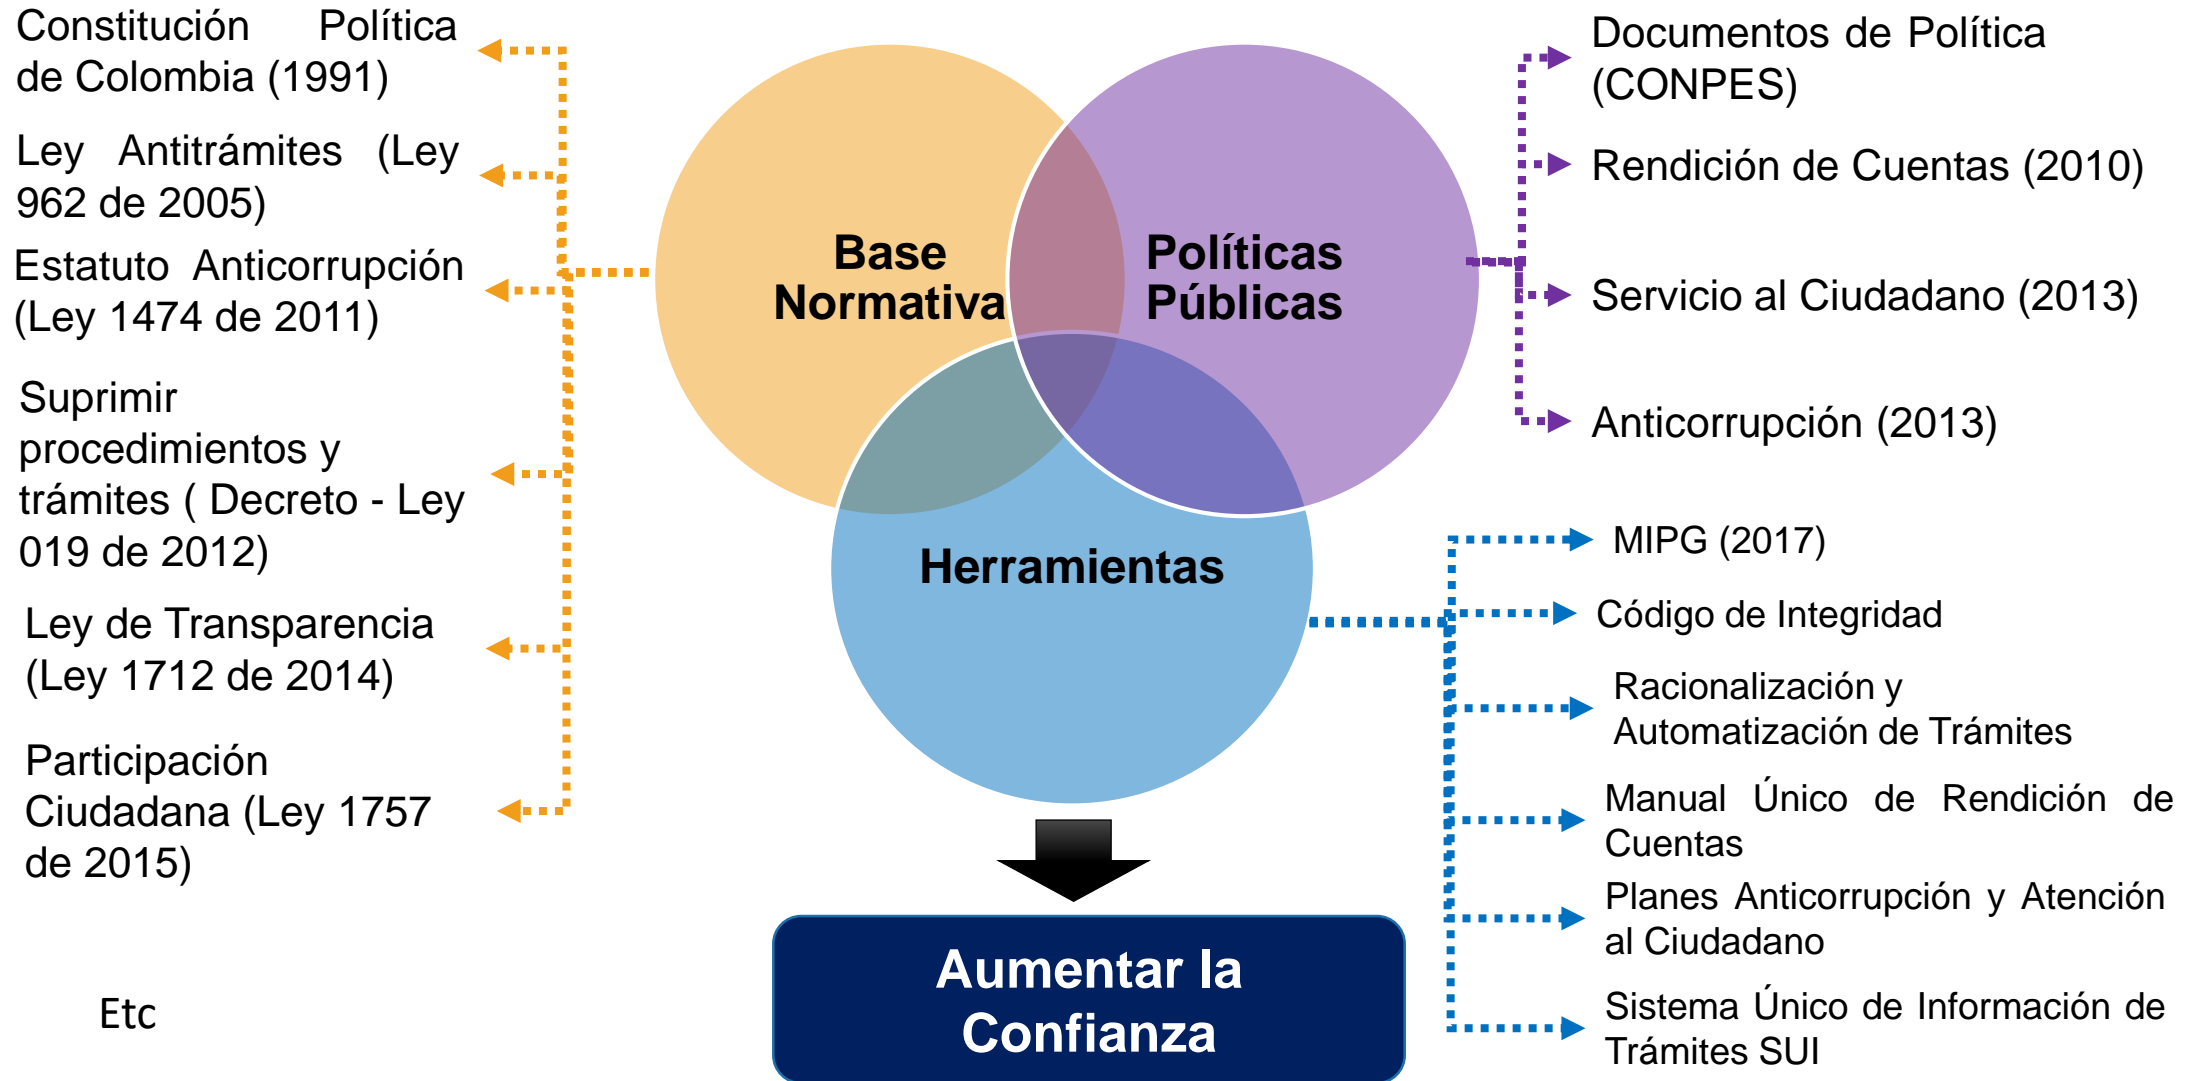 Constitución Política
de Colombia (1991)
Ley Antitrámites (Ley
962 de 2005)
Estatuto Anticorrupción
(Ley 1474 de 2011)
Suprimir
procedimientos y
trámites ( Decreto - Ley
019 de 2012)
Ley de Transparencia
(Ley 1712 de 2014)
Participación
Ciudadana (Ley 1757
de 2015)
Etc
Base
Normativa
Políticas
Públicas
Herramientas
Aumentar la
Confianza
Documentos de Política
(CONPES)
Rendición de Cuentas (2010)
Servicio al Ciudadano (2013)
Anticorrupción (2013)
MIPG (2017)
Código de Integridad
Racionalización y
Automatización de Trámites
Manual Único de Rendición de
Cuentas
Planes Anticorrupción y Atención
al Ciudadano
Sistema Único de Información de
Trámites SUI